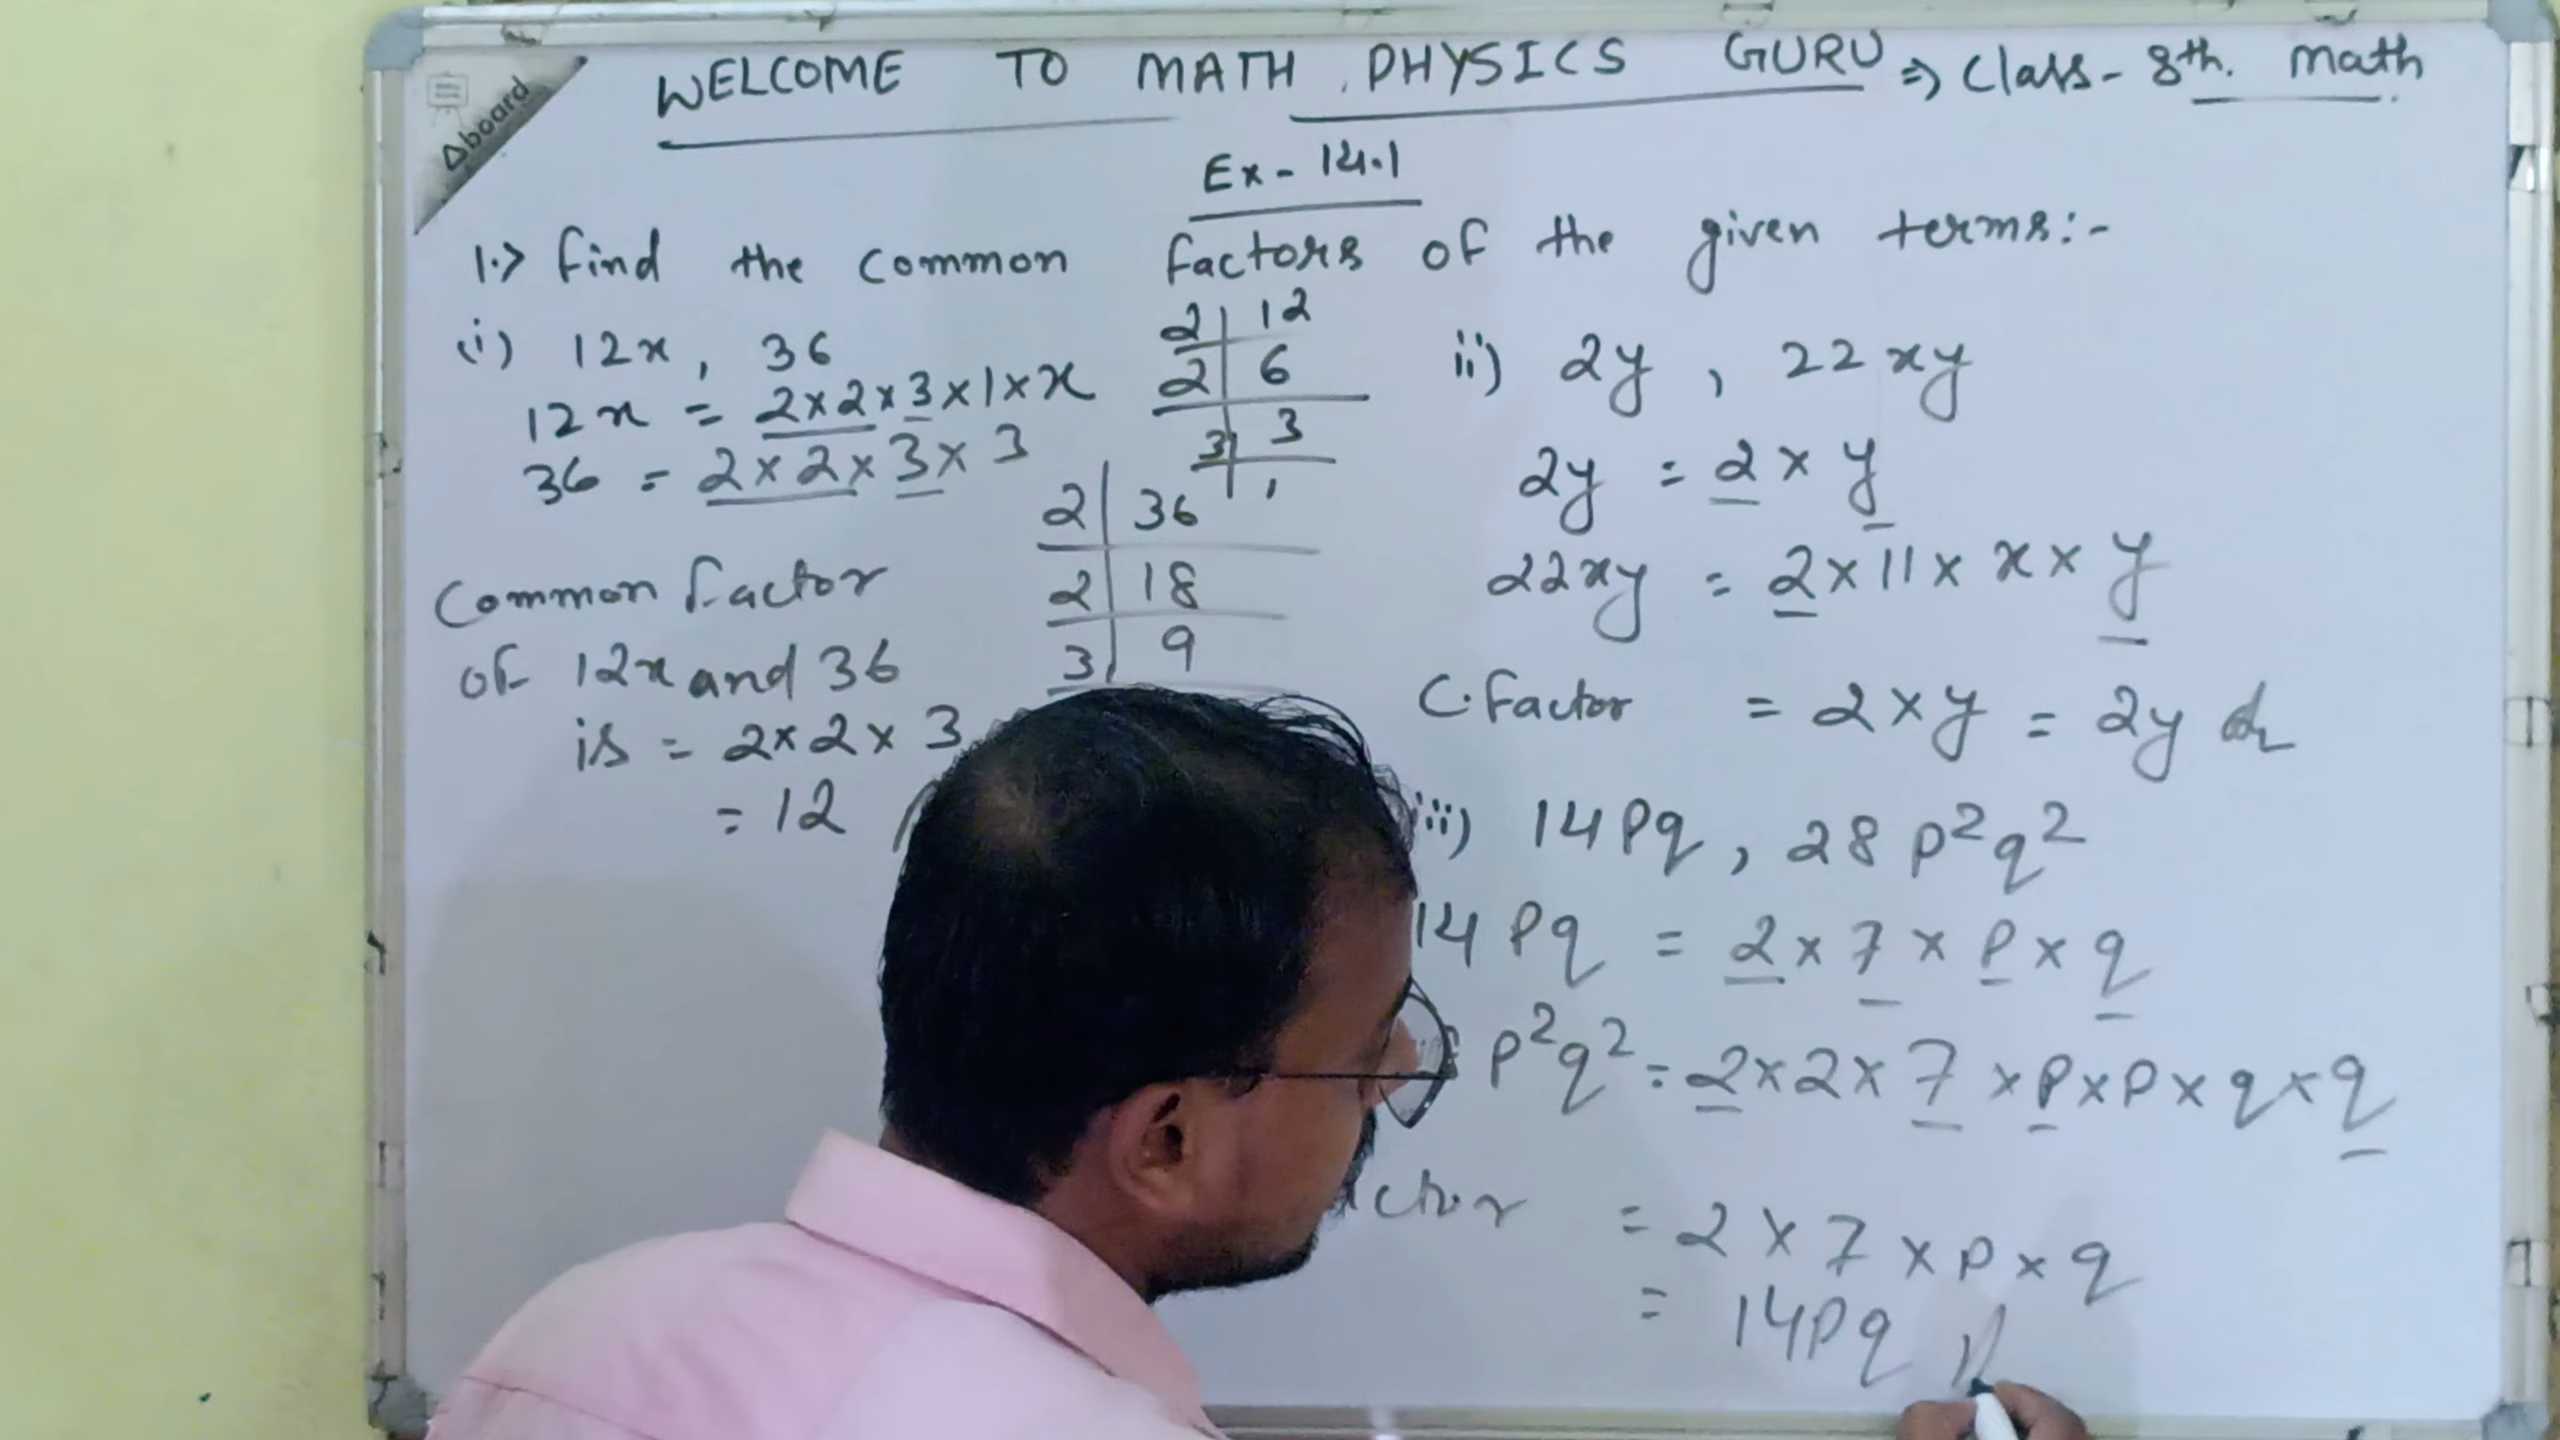 WELCOME TO MATH, PHYSICS GURU ⇒ Class - 8th. Math
Δboard
Ex - 14.1
1.> Find the common factors of the given terms:-
(i) 12x, 36
12x = 2×2×3×1×x
36 = 2×2×3×3
2 | 12
2 | 6
3 | 3
1
2 | 36
2 | 18
3 | 9
Common factor
of 12x and 36
is = 2×2×3
= 12
ii) 2y, 22xy
2y = 2×y
22xy = 2×11×x×y
C.factor = 2×y = 2y
iii) 14pq, 28p²q²
14pq = 2×7×p×q
p²q² = 2×2×7×p×p×q×q
ctor = 2×7×p×q
= 14pq